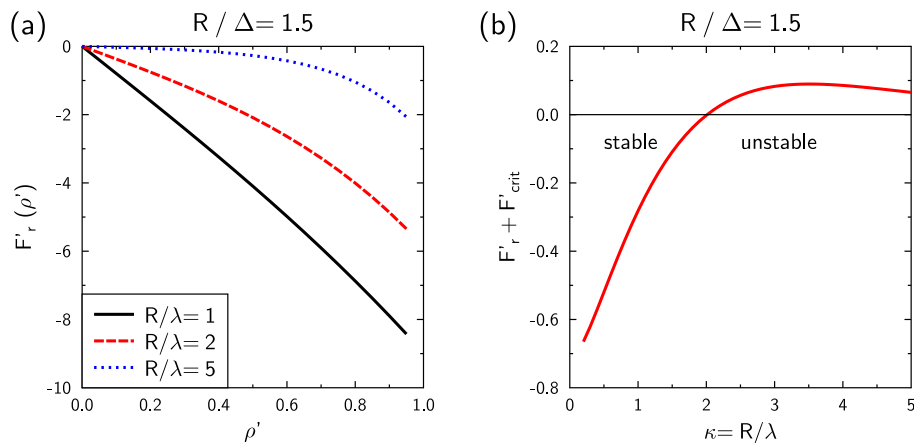 (a)
R / Δ= 1.5
F'r (ρ')
0
-2
-4
-6
-8
-10
0.0 0.2 0.4 0.6 0.8 1.0
ρ'
R/λ= 1
R/λ= 2
R/λ= 5
(b)
R / Δ= 1.5
F'r + F'crit
0.2
0.0
-0.2
-0.4
-0.6
-0.8
stable
unstable
0 1 2 3 4 5
κ= R/λ